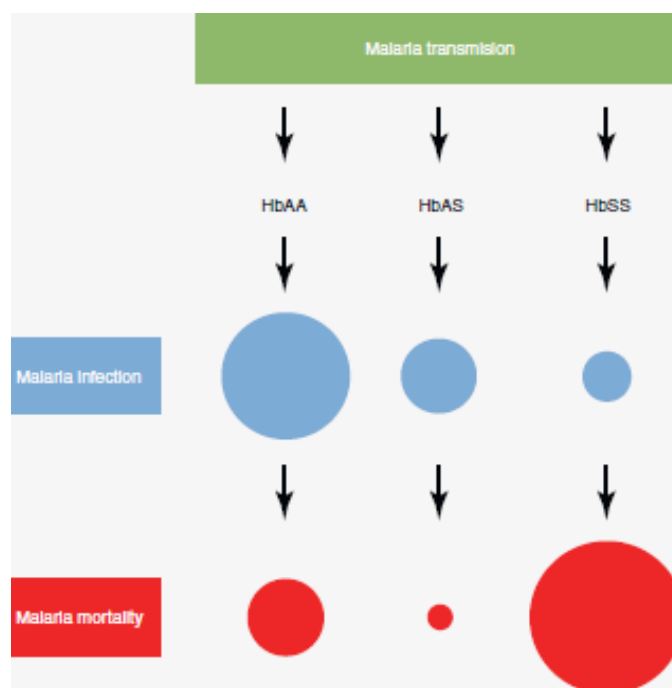 Malaria transmision
HbAA HbAS HbSS
Malaria infection
Malaria mortality